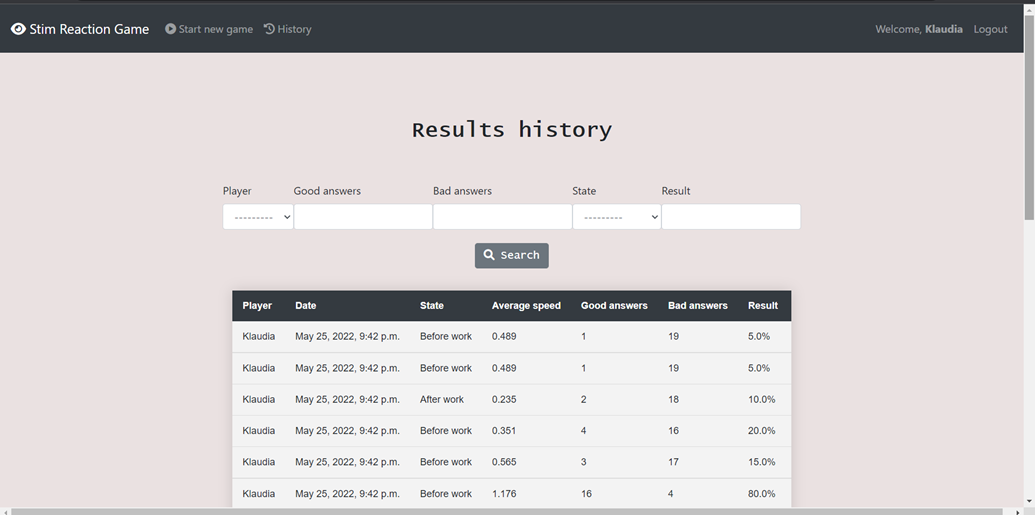 Stim Reaction Game Start new game History Welcome, Klaudia Logout
Results history
Player Good answers Bad answers State Result
--------- ---------
Search
Player Date State Average speed Good answers Bad answers Result
Klaudia May 25, 2022, 9:42 p.m. Before work 0.489 1 19 5.0%
Klaudia May 25, 2022, 9:42 p.m. Before work 0.489 1 19 5.0%
Klaudia May 25, 2022, 9:42 p.m. After work 0.235 2 18 10.0%
Klaudia May 25, 2022, 9:42 p.m. Before work 0.351 4 16 20.0%
Klaudia May 25, 2022, 9:42 p.m. Before work 0.565 3 17 15.0%
Klaudia May 25, 2022, 9:42 p.m. Before work 1.176 16 4 80.0%